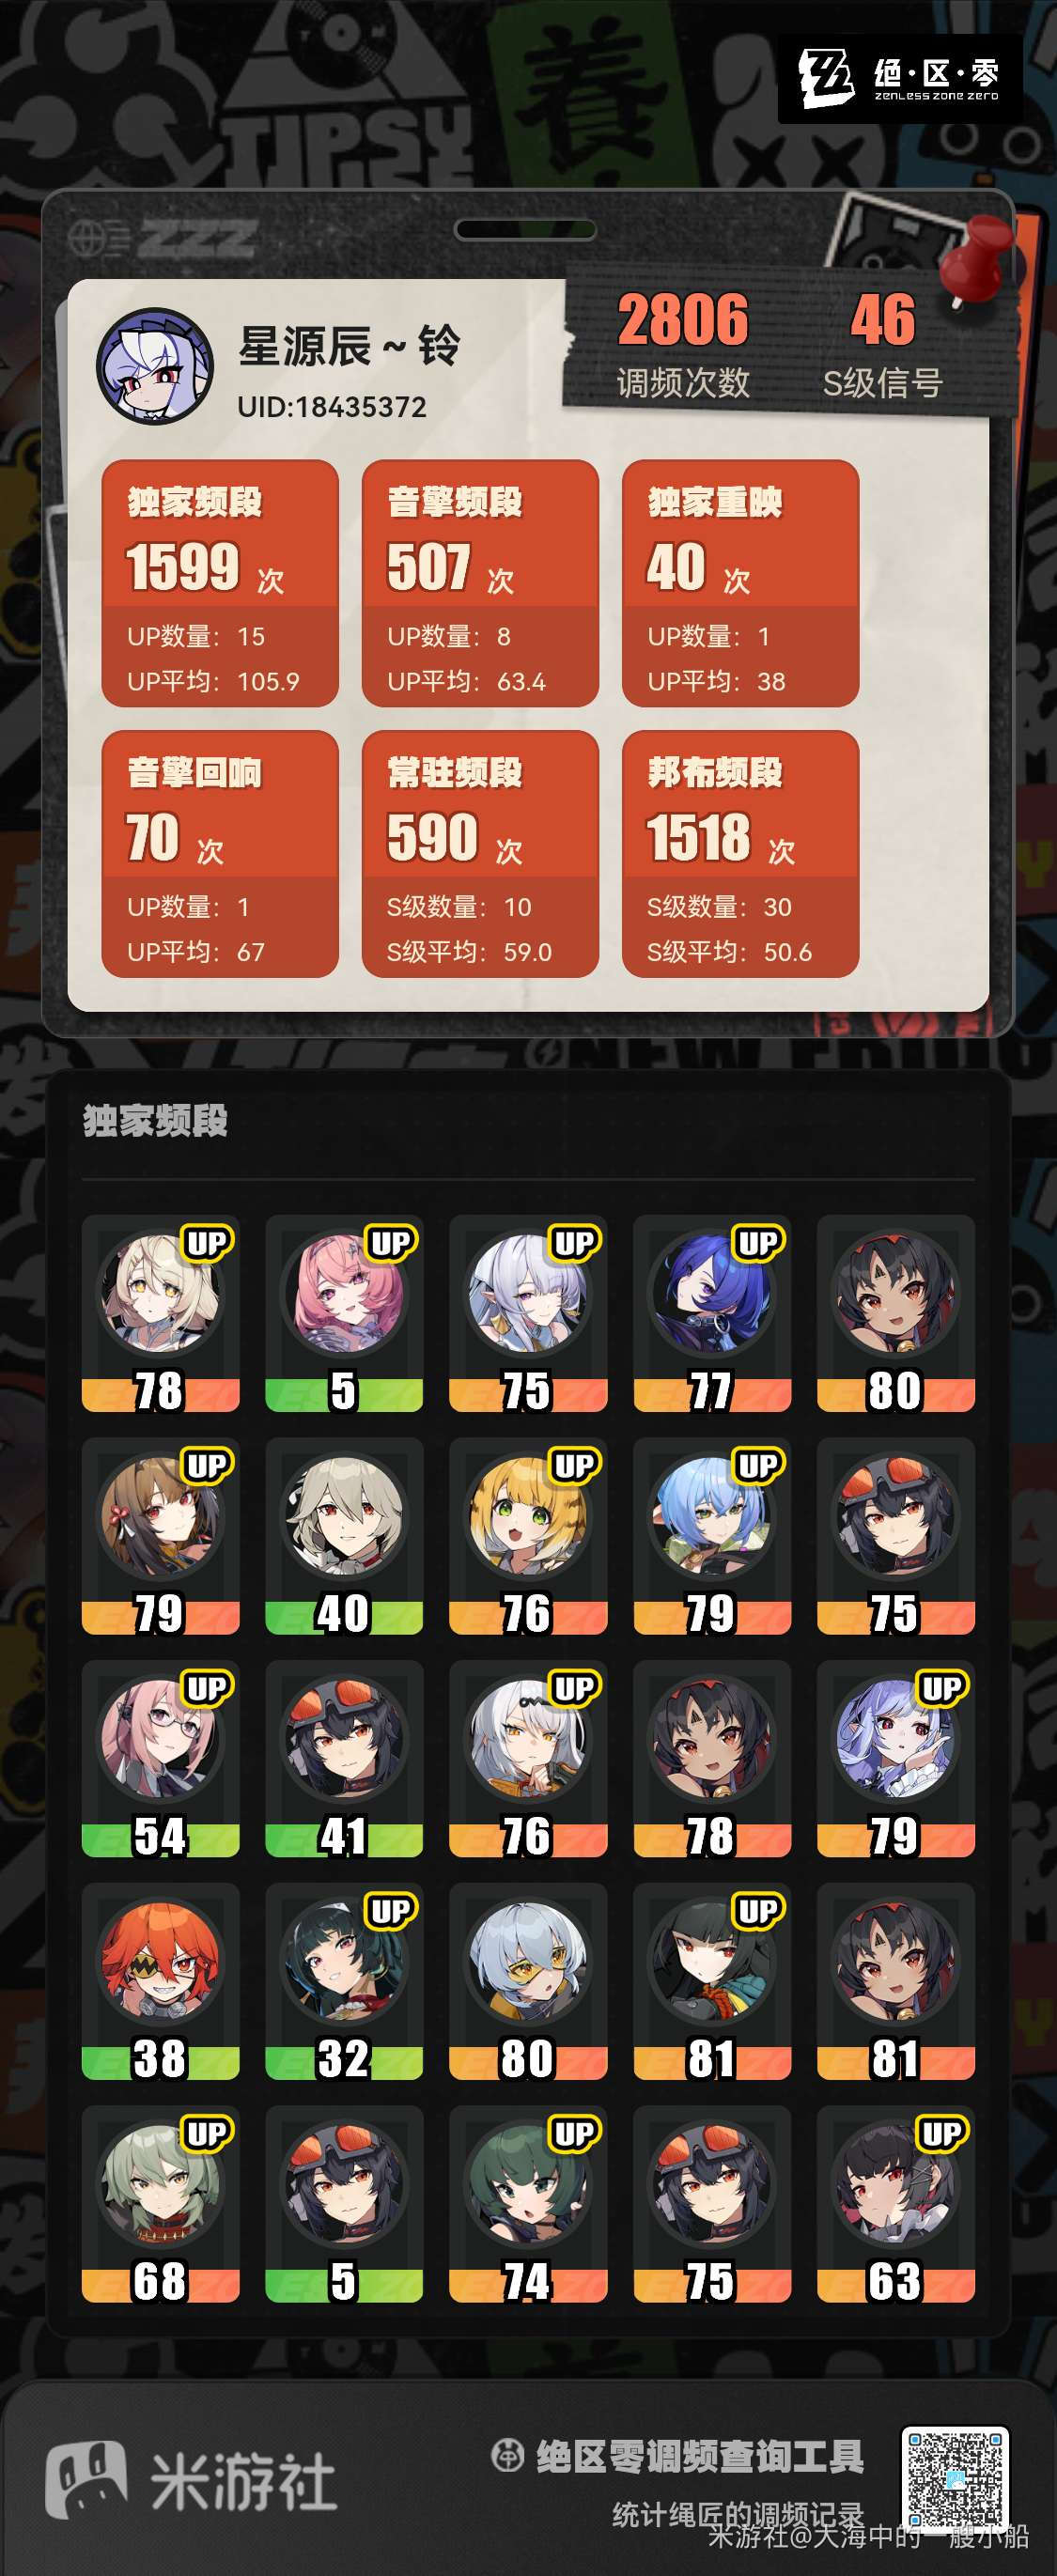 TIPSY
養
絕·区·零
ZENLESS ZONE ZERO
ZZZ
2806
46
调频次数
S级信号
星源辰 ~ 铃
UID:18435372
独家频段
音擎频段
独家重映
1599 次
507 次
40 次
UP数量：15
UP数量：8
UP数量：1
UP平均：105.9
UP平均：63.4
UP平均：38
音擎回响
常驻频段
邦布频段
70 次
590 次
1518 次
UP数量：1
S级数量：10
S级数量：30
UP平均：67
S级平均：59.0
S级平均：50.6
独家频段
UP
UP
UP
UP
78
5
75
77
80
UP
UP
UP
79
40
76
79
75
UP
UP
UP
54
41
76
78
79
UP
UP
38
32
80
81
81
UP
UP
UP
68
5
74
75
63
米游社
绝区零调频查询工具
统计绳匠的调频记录
米游社@大海中的一艘小船